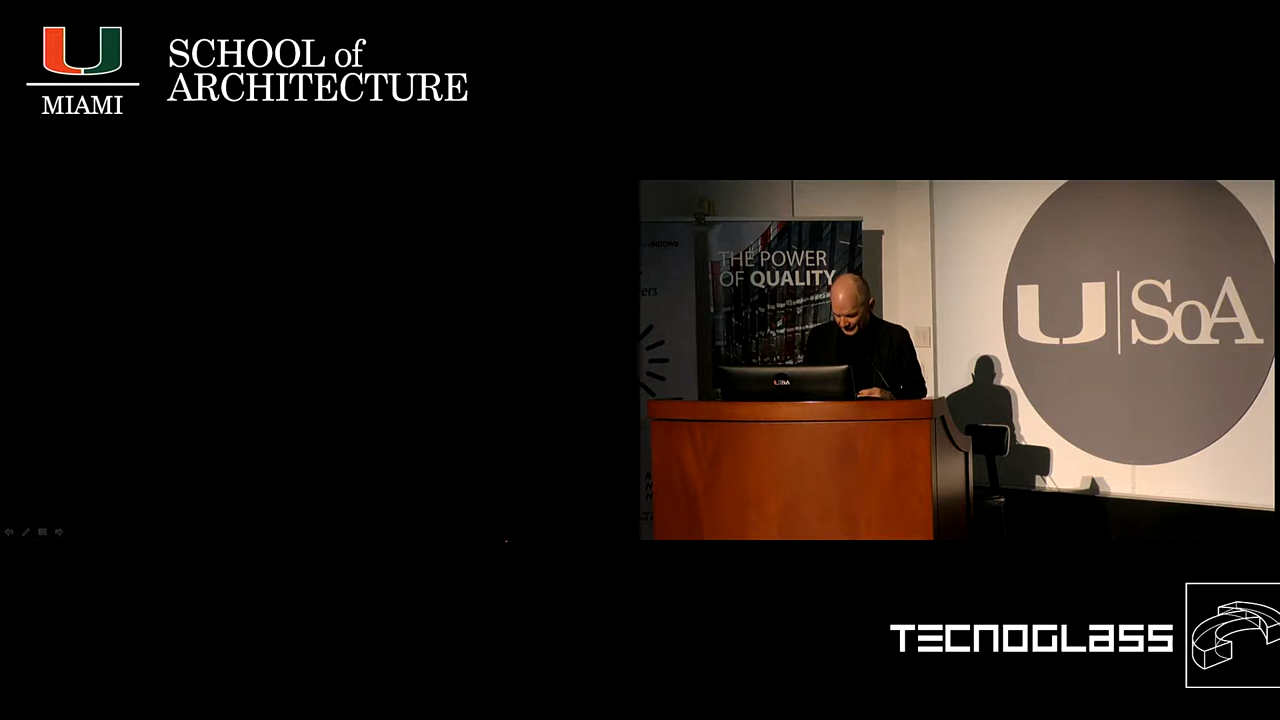 SCHOOL of
ARCHITECTURE
MIAMI
THE POWER
OF QUALITY
U SoA
TECNOGLASS